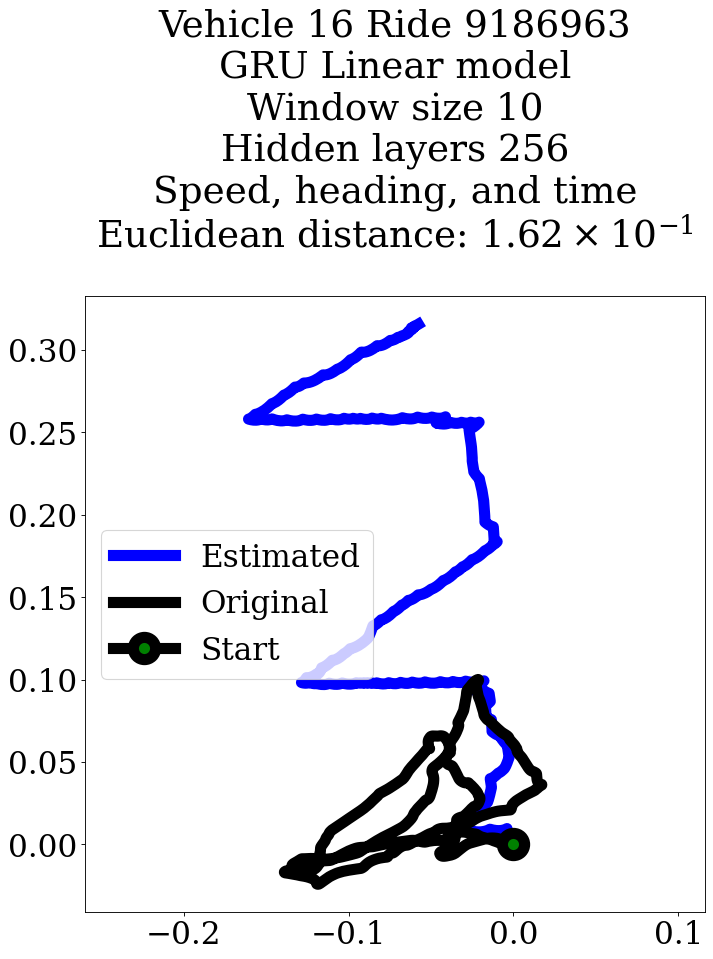 Vehicle 16 Ride 9186963
GRU Linear model
Window size 10
Hidden layers 256
Speed, heading, and time
Euclidean distance: 1.62 × 10⁻¹
0.30
0.25
0.20
0.15
0.10
0.05
0.00
Estimated
Original
Start
−0.2
−0.1
0.0
0.1